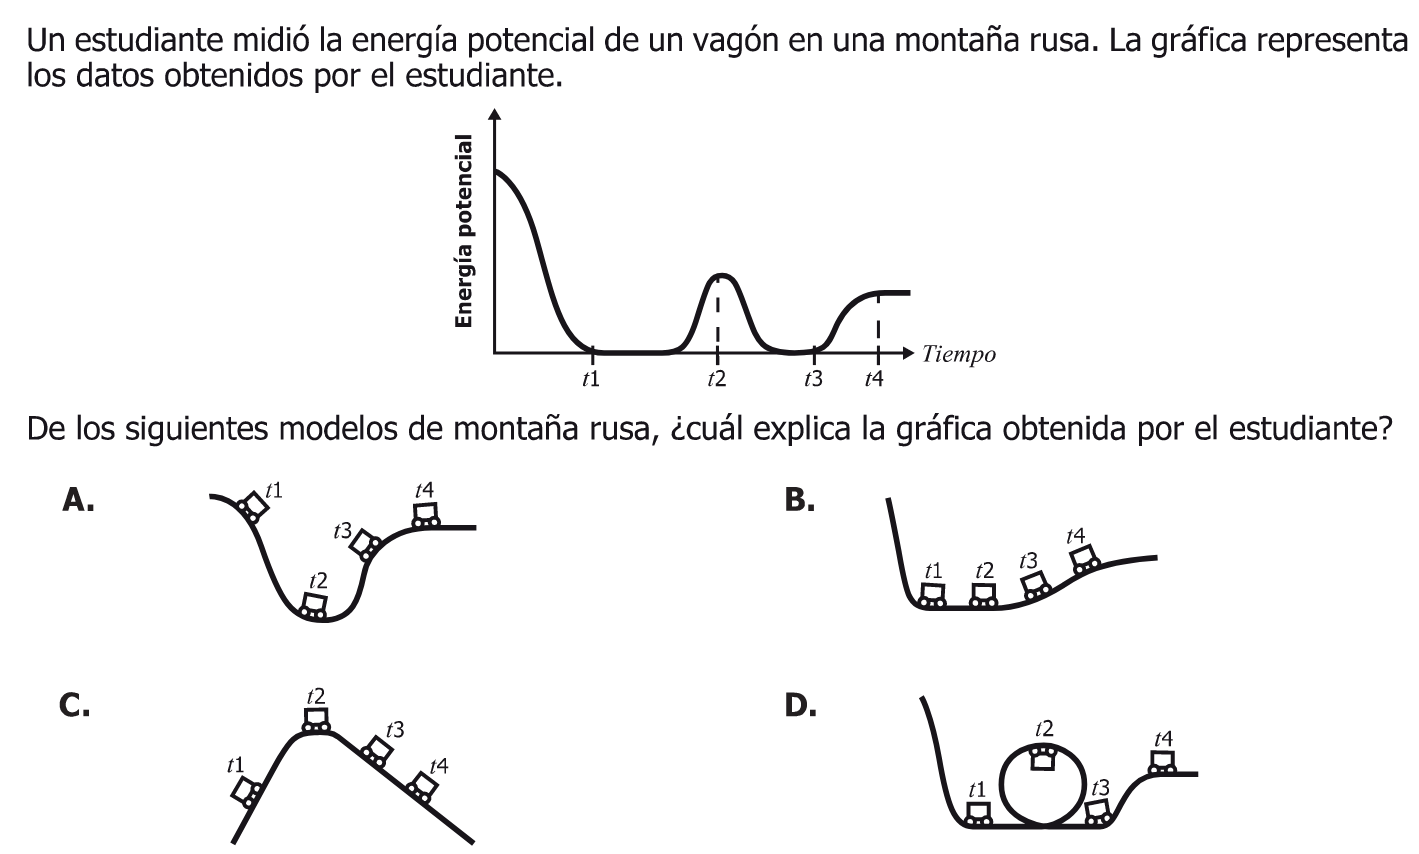 Un estudiante midió la energía potencial de un vagón en una montaña rusa. La gráfica representa
los datos obtenidos por el estudiante.
Energía potencial
Tiempo
t1
t2
t3
t4
De los siguientes modelos de montaña rusa, ¿cuál explica la gráfica obtenida por el estudiante?
A.
t1
t2
t3
t4
B.
t1
t2
t3
t4
C.
t1
t2
t3
t4
D.
t1
t2
t3
t4